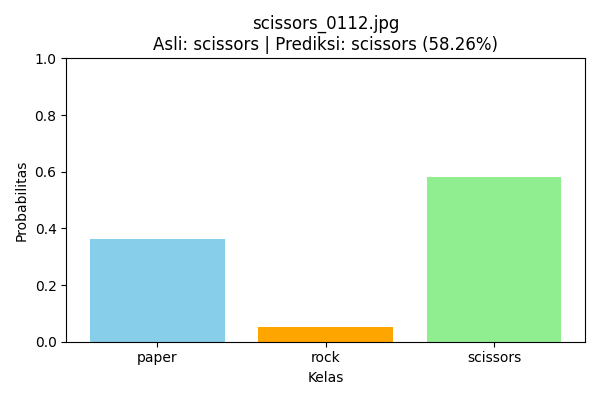 scissors_0112.jpg
Asli: scissors | Prediksi: scissors (58.26%)
1.0
0.8
0.6
0.4
0.2
0.0
Probabilitas
paper rock scissors
Kelas